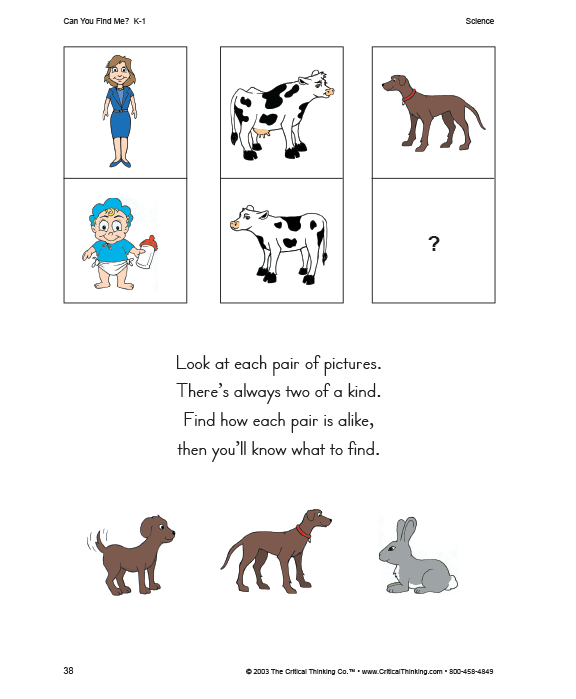 Can You Find Me? K-1
Science
?
Look at each pair of pictures.
There's always two of a kind.
Find how each pair is alike,
then you'll know what to find.
38
© 2003 The Critical Thinking Co.™ • www.CriticalThinking.com • 800-458-4849